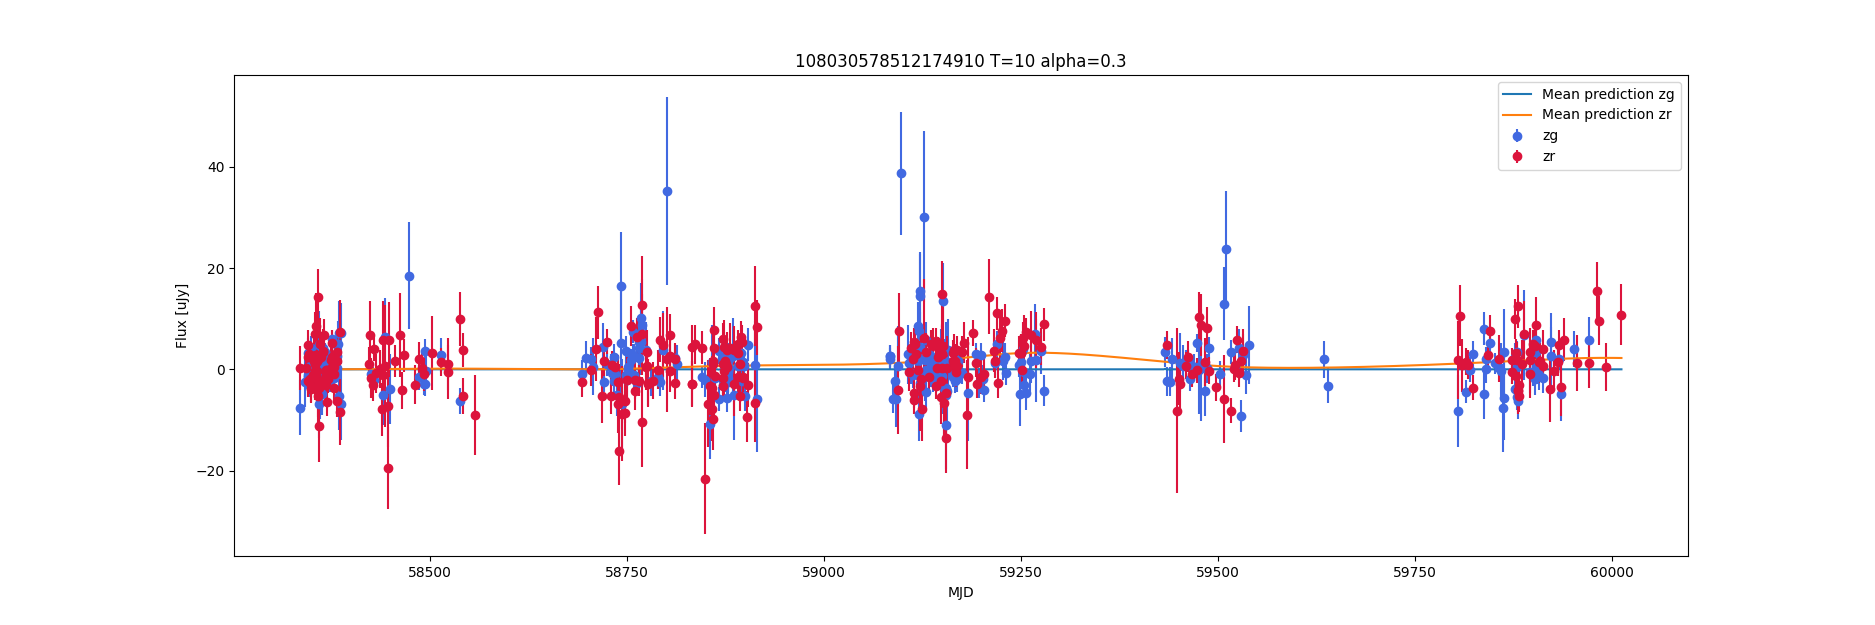 108030578512174910 T=10 alpha=0.3
Mean prediction zg
Mean prediction zr
zg
zr
Flux [uJy]
40
20
0
−20
58500 58750 59000 59250 59500 59750 60000
MJD